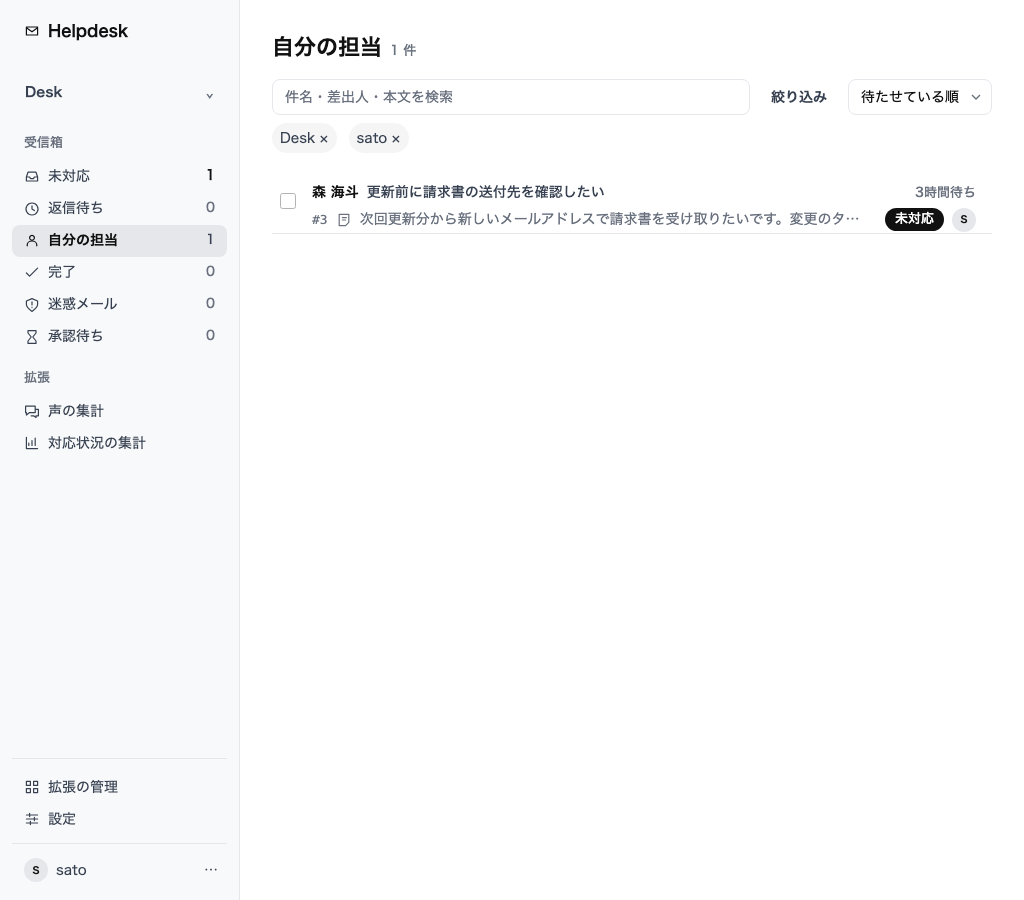 Helpdesk
Desk
受信箱
未対応 1
返信待ち 0
自分の担当 1
完了 0
迷惑メール 0
承認待ち 0
拡張
声の集計
対応状況の集計
拡張の管理
設定
S sato …
自分の担当 1 件
件名・差出人・本文を検索 絞り込み 待たせている順
Desk × sato ×
森 海斗 更新前に請求書の送付先を確認したい 3時間待ち
#3 次回更新分から新しいメールアドレスで請求書を受け取りたいです。変更のタ… 未対応 S